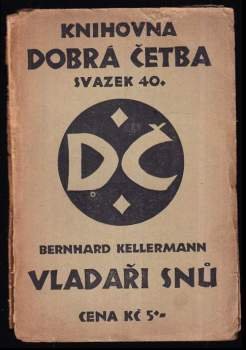 KNIHOVNA
DOBRÁ ČETBA
SVAZEK 40.
DČ
BERNHARD KELLERMANN
VLADAŘI SNŮ
CENA KČ 5·–